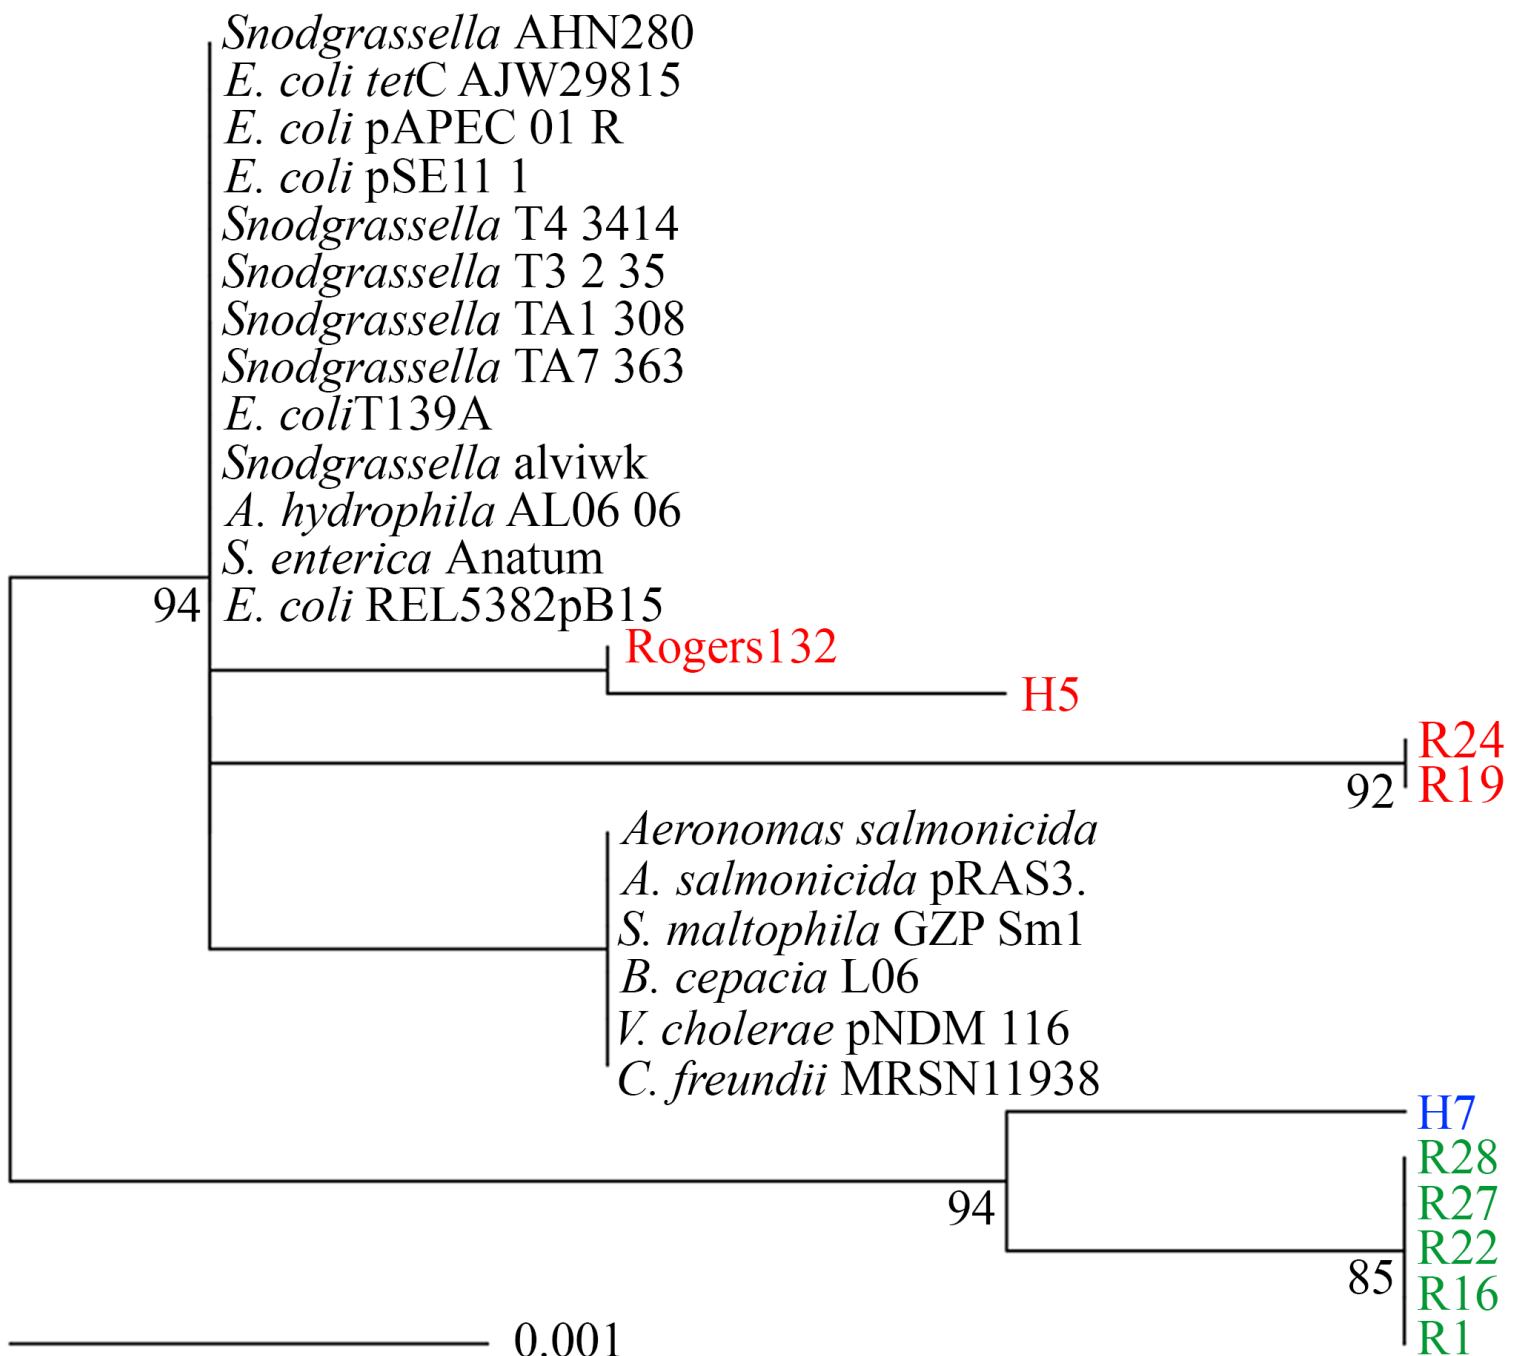 Snodgrassella AHN280
E. coli tetC AJW29815
E. coli pAPEC 01 R
E. coli pSE11 1
Snodgrassella T4 3414
Snodgrassella T3 2 35
Snodgrassella TA1 308
Snodgrassella TA7 363
E. coliT139A
Snodgrassella alviwk
A. hydrophila AL06 06
S. enterica Anatum
94 E. coli REL5382pB15
Rogers132
H5
R24
92 R19
Aeronomas salmonicida
A. salmonicida pRAS3.
S. maltophila GZP Sm1
B. cepacia L06
V. cholerae pNDM 116
C. freundii MRSN11938
H7
R28
94 R27
R22
85 R16
0.001 R1